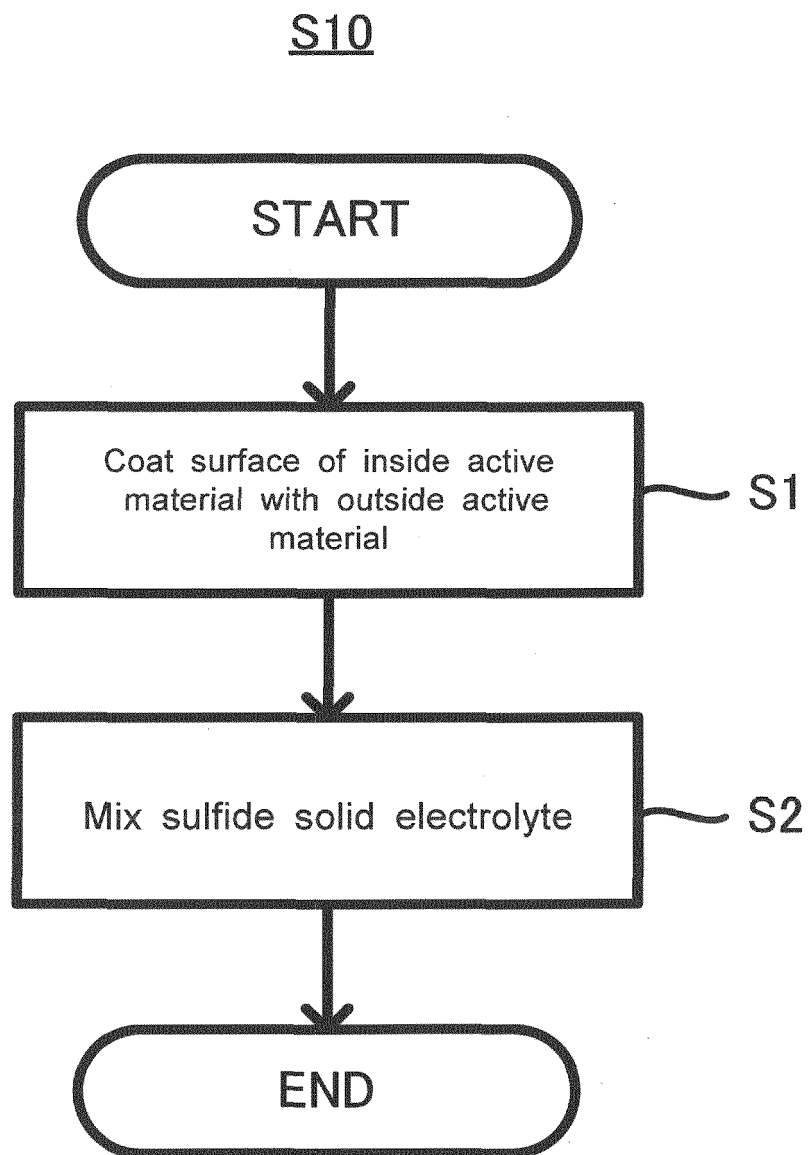 S10
START
Coat surface of inside active
material with outside active
material
S1
Mix sulfide solid electrolyte
S2
END